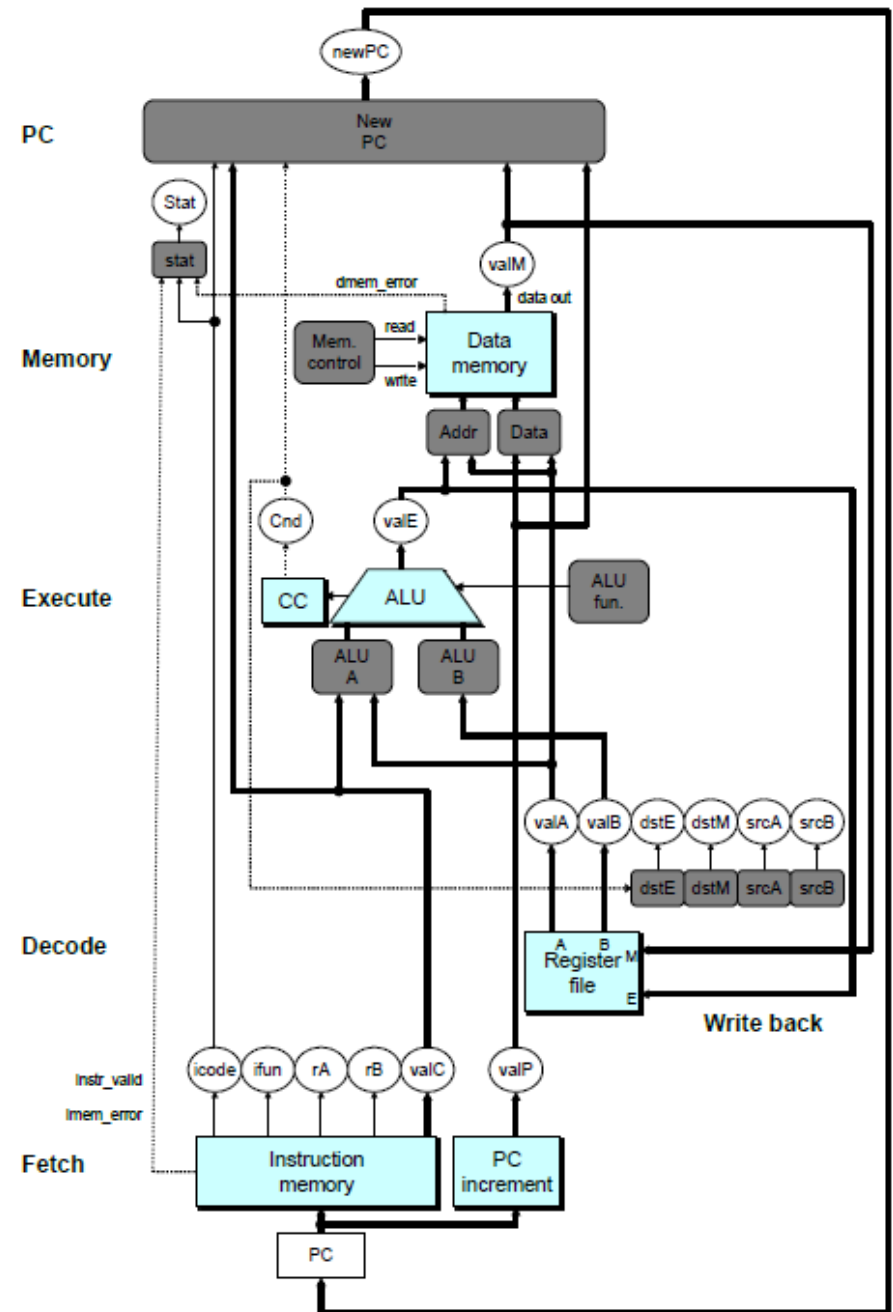 newPC
PC
New
PC
Stat
stat
valM
dmem_error
data out
Memory
Mem.
control
read
write
Data
memory
Addr
Data
Cnd
valE
Execute
CC
ALU
ALU
fun.
ALU
A
ALU
B
valA
valB
dstE
dstM
srcA
srcB
dstE
dstM
srcA
srcB
Decode
A
B
M
Register
file
E
Write back
icode
ifun
rA
rB
valC
valP
Instr_valid
Imem_error
Fetch
Instruction
memory
PC
increment
PC